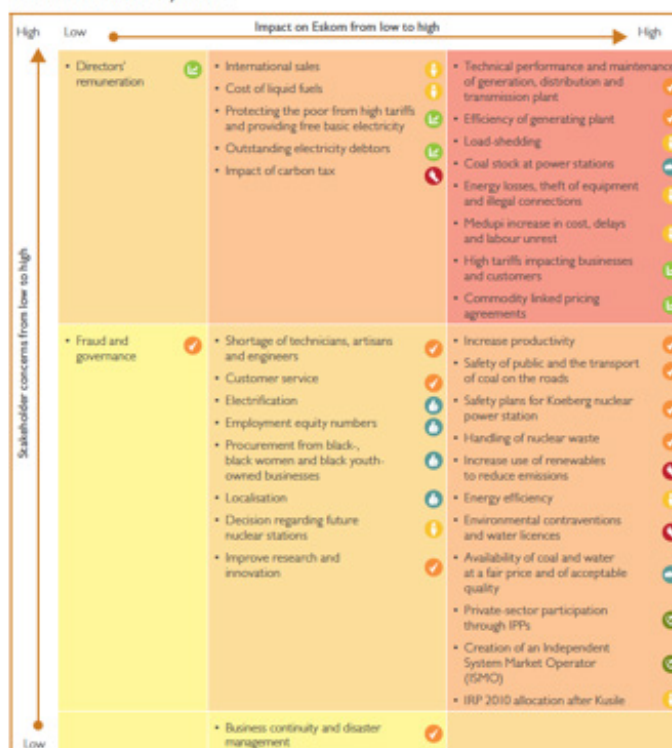 Impact on Eskom from low to high
High
Low
High
Stakeholder concerns from low to high
• Directors'
remuneration
• International sales
• Cost of liquid fuels
• Protecting the poor from high tariffs
and providing free basic electricity
• Outstanding electricity debtors
• Impact of carbon tax
• Technical performance and maintenance
of generation, distribution and
transmission plant
• Efficiency of generating plant
• Load-shedding
• Coal stock at power stations
• Energy losses, theft of equipment
and illegal connections
• Medupi increase in cost, delays
and labour unrest
• High tariffs impacting businesses
and customers
• Commodity linked pricing
agreements
• Fraud and
governance
• Shortage of technicians, artisans
and engineers
• Customer service
• Electrification
• Employment equity numbers
• Procurement from black-,
black women and black youth-
owned businesses
• Localisation
• Decision regarding future
nuclear stations
• Improve research and
innovation
• Increase productivity
• Safety of public and the transport
of coal on the roads
• Safety plans for Koeberg nuclear
power station
• Handling of nuclear waste
• Increase use of renewables
to reduce emissions
• Energy efficiency
• Environmental contraventions
and water licences
• Availability of coal and water
at a fair price and of acceptable
quality
• Private-sector participation
through IPPs
• Creation of an Independent
System Market Operator
(ISMO)
• IRP 2010 allocation after Kusile
• Business continuity and disaster
management
Low